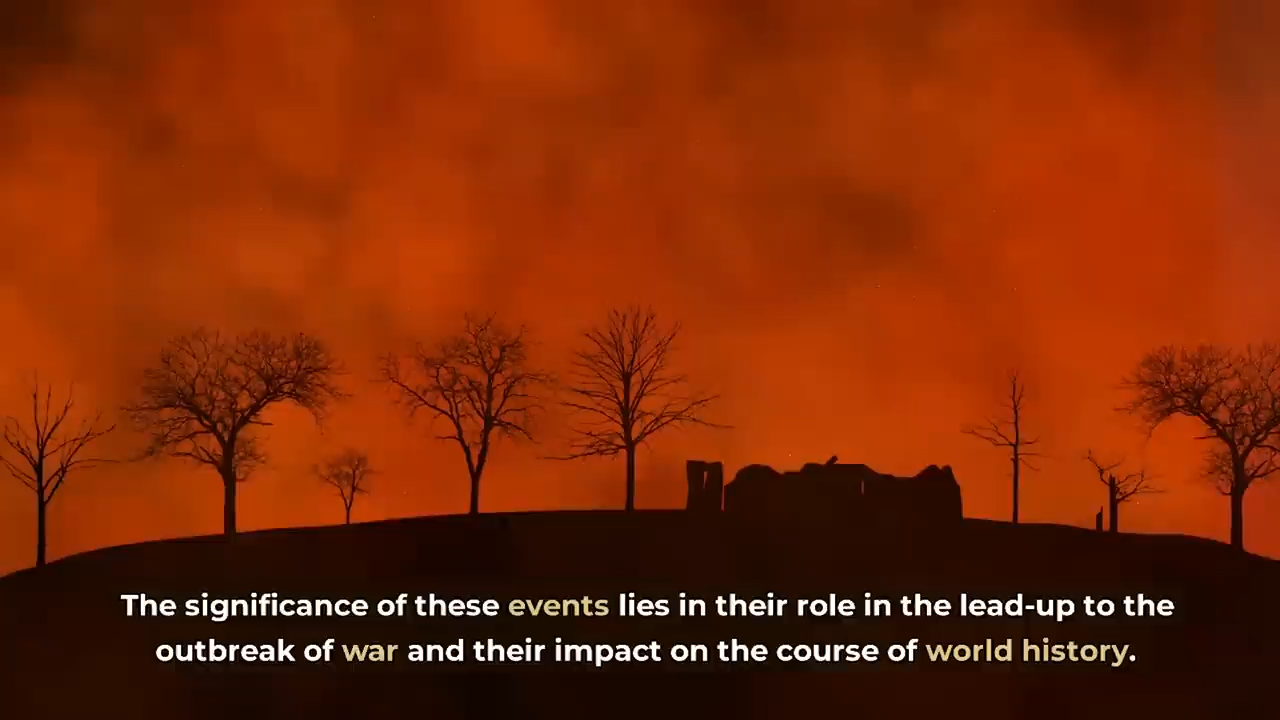 The significance of these events lies in their role in the lead-up to the
outbreak of war and their impact on the course of world history.